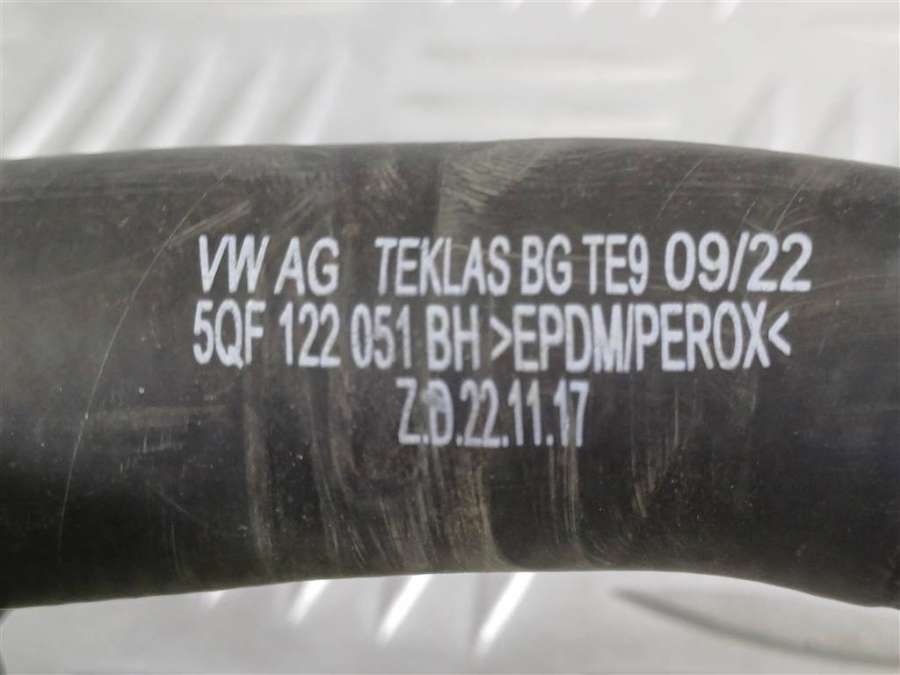 VW AG TEKLAS BG TE9 09/22
5QF 122 051 BH >EPDM/PEROX<
Z.D.22.11.17